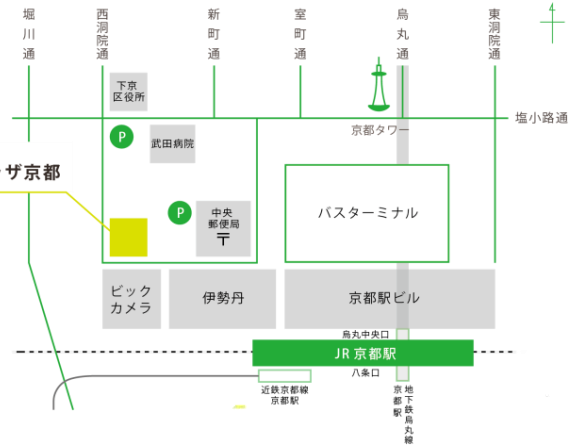 堀川通
西洞院通
新町通
室町通
烏丸通
東洞院通
4
下京
区役所
塩小路通
京都タワー
P
武田病院
ザ京都
P
中央
郵便局
〒
バスターミナル
ビック
カメラ
伊勢丹
京都駅ビル
烏丸中央口
JR 京都駅
八条口
近鉄京都線
京都駅
地下鉄烏丸線
京都駅